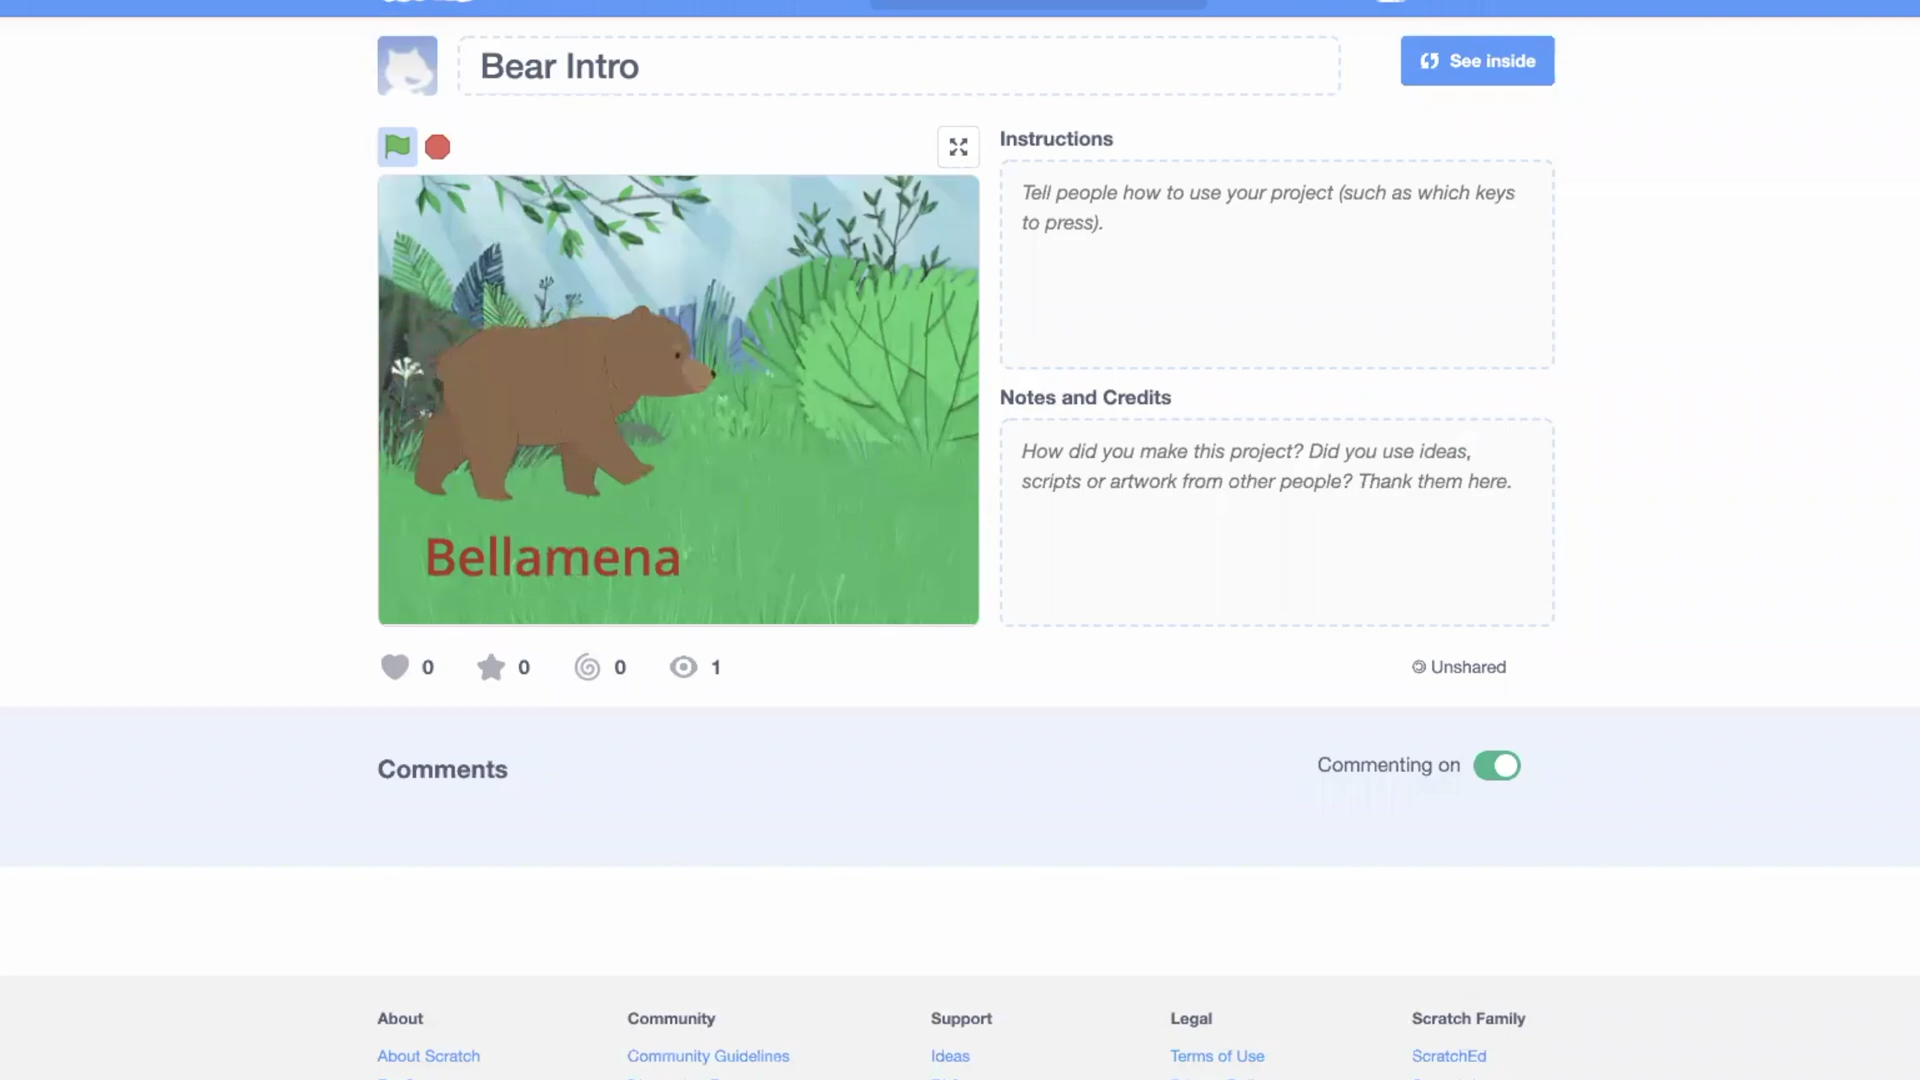 Bear Intro
See inside
Instructions
Tell people how to use your project (such as which keys
to press).
Notes and Credits
How did you make this project? Did you use ideas,
scripts or artwork from other people? Thank them here.
Bellamena
0
0
0
1
Unshared
Comments
Commenting on
About
Community
Support
Legal
Scratch Family
About Scratch
Community Guidelines
Ideas
Terms of Use
ScratchEd